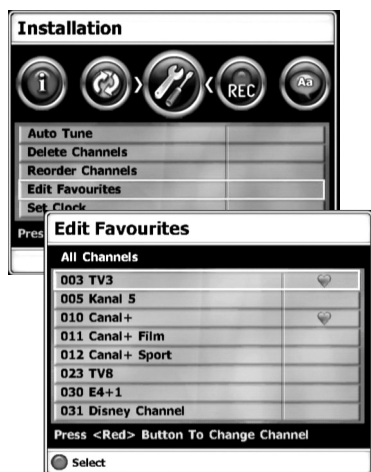 Installation
i
REC
Aa
Auto Tune
Delete Channels
Reorder Channels
Edit Favourites
Set Clock
Pres
Edit Favourites
All Channels
003 TV3
005 Kanal 5
010 Canal+
011 Canal+ Film
012 Canal+ Sport
023 TV8
030 E4+1
031 Disney Channel
Press <Red> Button To Change Channel
Select